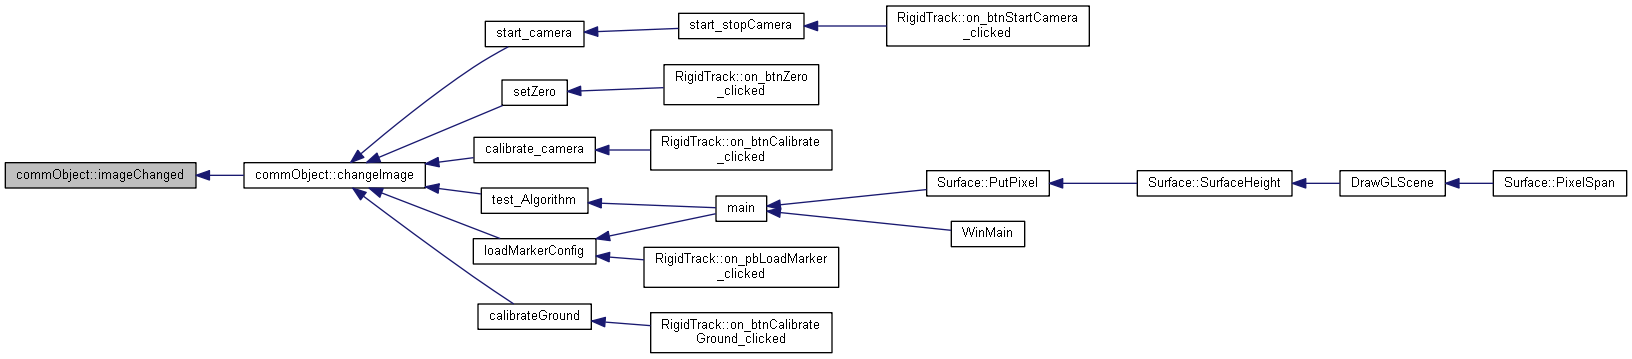 commObject::imageChanged
commObject::changeImage
start_camera
start_stopCamera
RigidTrack::on_btnStartCamera
_clicked
setZero
RigidTrack::on_btnZero
_clicked
calibrate_camera
RigidTrack::on_btnCalibrate
_clicked
test_Algorithm
main
Surface::PutPixel
Surface::SurfaceHeight
DrawGLScene
Surface::PixelSpan
WinMain
loadMarkerConfig
RigidTrack::on_pbLoadMarker
_clicked
calibrateGround
RigidTrack::on_btnCalibrate
Ground_clicked